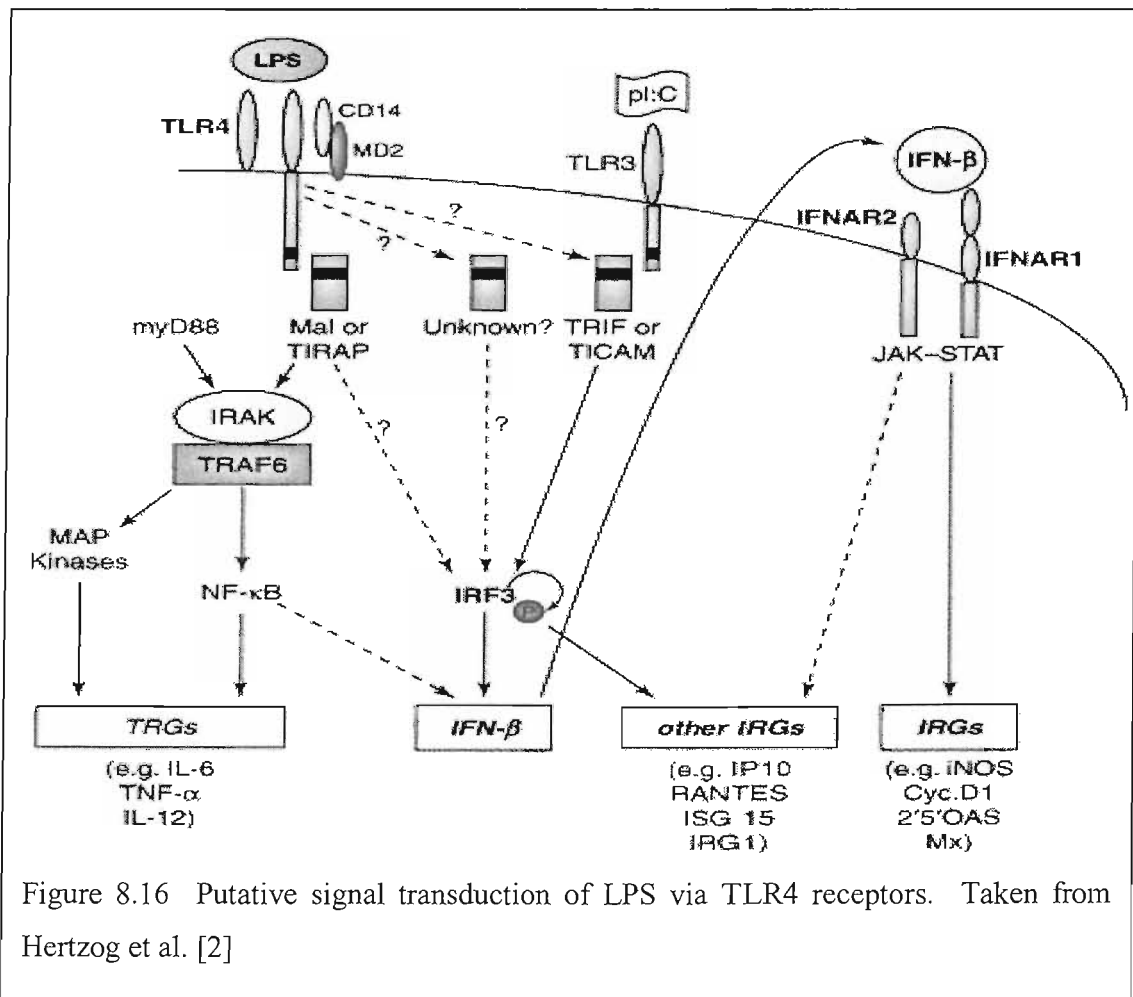 LPS
CD14
TLR4
MD2
pI:C
TLR3
IFN-β
IFNAR2
IFNAR1
?
?
myD88
Mal or
TIRAP
Unknown?
TRIF or
TICAM
JAK–STAT
IRAK
TRAF6
?
?
MAP
Kinases
NF-κB
IRF3
P
TRGs
IFN-β
other IRGs
IRGs
(e.g. IL-6
TNF-α
IL-12)
(e.g. IP10
RANTES
ISG 15
IRG1)
(e.g. iNOS
Cyc.D1
2'5'OAS
Mx)
Figure 8.16 Putative signal transduction of LPS via TLR4 receptors. Taken from
Hertzog et al. [2]